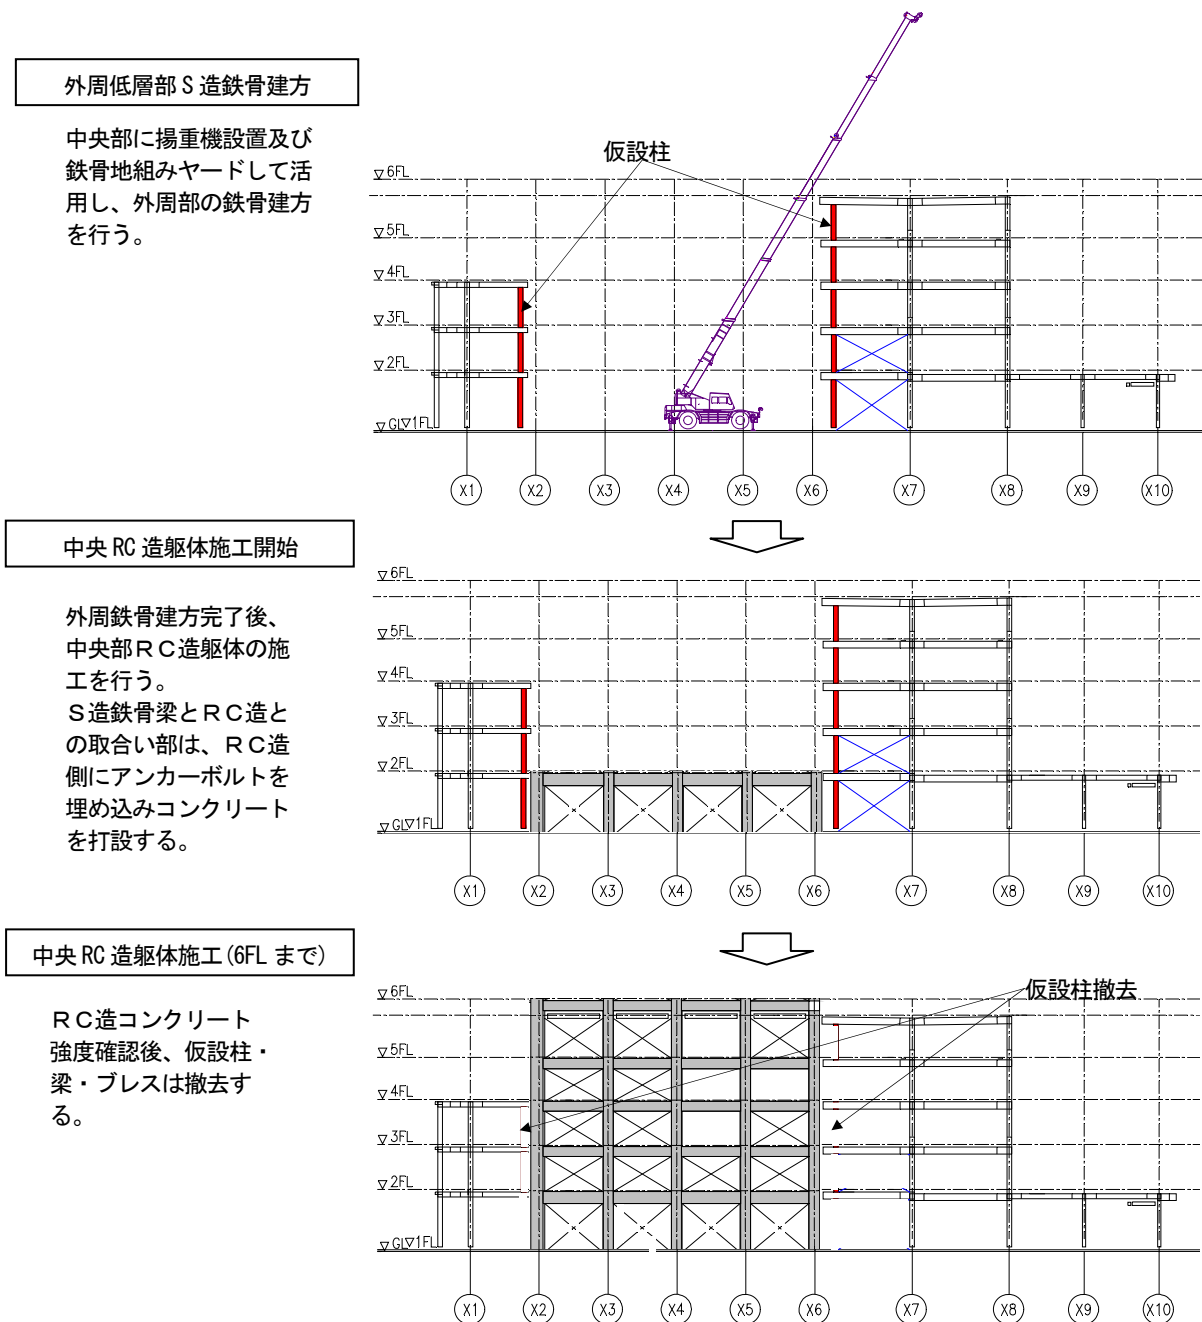 外周低層部S造鉄骨建方
中央部に揚重機設置及び
鉄骨地組みヤードして活
用し、外周部の鉄骨建方
を行う。
仮設柱
▽6FL
▽5FL
▽4FL
▽3FL
▽2FL
▽GL▽1FL
X1 X2 X3 X4 X5 X6 X7 X8 X9 X10
中央RC造躯体施工開始
外周鉄骨建方完了後、
中央部RC造躯体の施
工を行う。
S造鉄骨梁とRC造と
の取合い部は、RC造
側にアンカーボルトを
埋め込みコンクリート
を打設する。
▽6FL
▽5FL
▽4FL
▽3FL
▽2FL
▽GL▽1FL
X1 X2 X3 X4 X5 X6 X7 X8 X9 X10
中央RC造躯体施工(6FLまで)
RC造コンクリート
強度確認後、仮設柱・
梁・ブレスは撤去す
る。
仮設柱撤去
▽6FL
▽5FL
▽4FL
▽3FL
▽2FL
▽GL▽1FL
X1 X2 X3 X4 X5 X6 X7 X8 X9 X10